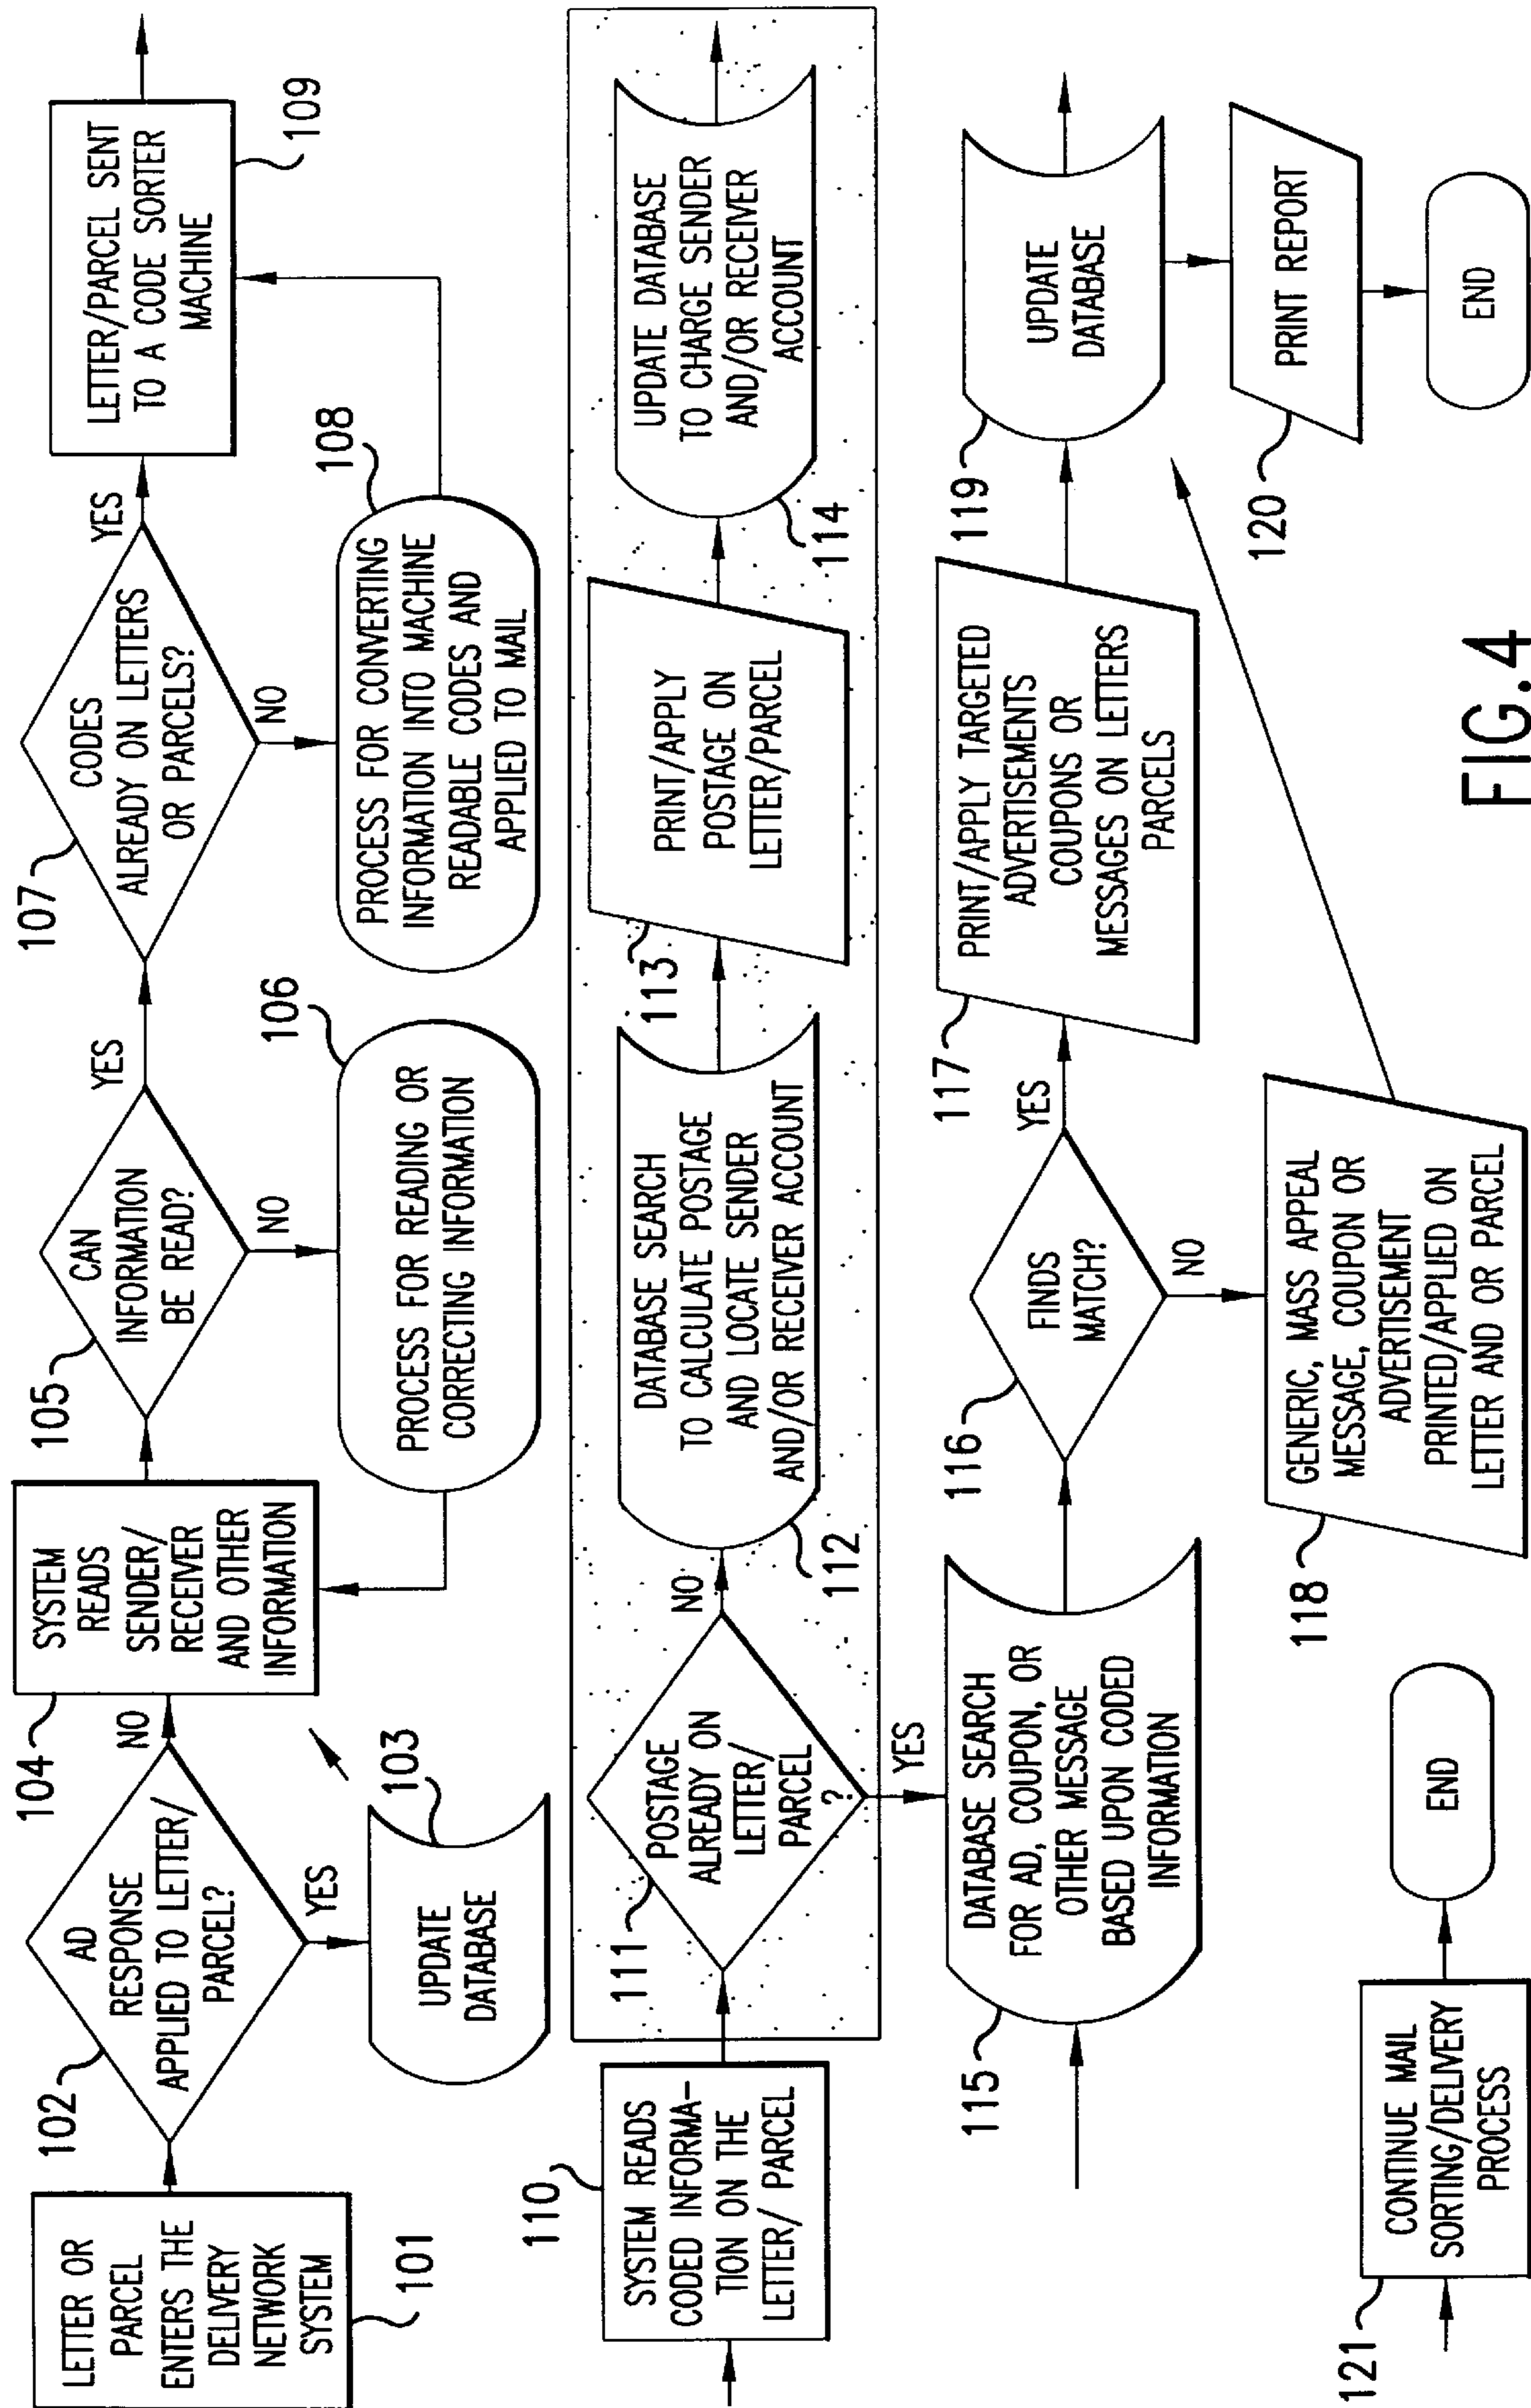 LETTER OR
PARCEL
ENTERS THE
DELIVERY
NETWORK
SYSTEM
101
102
AD
RESPONSE
APPLIED TO LETTER/
PARCEL?
NO
YES
UPDATE
DATABASE
103
104
SYSTEM
READS
SENDER/
RECEIVER
AND OTHER
INFORMATION
105
CAN
INFORMATION
BE READ?
YES
NO
106
PROCESS FOR READING OR
CORRECTING INFORMATION
107
CODES
ALREADY ON LETTERS
OR PARCELS?
YES
NO
108
PROCESS FOR CONVERTING
INFORMATION INTO MACHINE
READABLE CODES AND
APPLIED TO MAIL
LETTER/PARCEL SENT
TO A CODE SORTER
MACHINE
109
110
SYSTEM READS
CODED INFORMA-
TION ON THE
LETTER/ PARCEL
111
POSTAGE
ALREADY ON
LETTER/
PARCEL
?
NO
YES
DATABASE SEARCH
TO CALCULATE POSTAGE
AND LOCATE SENDER
AND/OR RECEIVER ACCOUNT
112
113
PRINT/APPLY
POSTAGE ON
LETTER/PARCEL
UPDATE DATABASE
TO CHARGE SENDER
AND/OR RECEIVER
ACCOUNT
114
115
DATABASE SEARCH
FOR AD, COUPON, OR
OTHER MESSAGE
BASED UPON CODED
INFORMATION
116
FINDS
MATCH?
YES
NO
117
PRINT/APPLY TARGETED
ADVERTISEMENTS
COUPONS OR
MESSAGES ON LETTERS
PARCELS
118
GENERIC, MASS APPEAL
MESSAGE, COUPON OR
ADVERTISEMENT
PRINTED/APPLIED ON
LETTER AND OR PARCEL
119
UPDATE
DATABASE
120
PRINT REPORT
END
121
CONTINUE MAIL
SORTING/DELIVERY
PROCESS
END
FIG.4